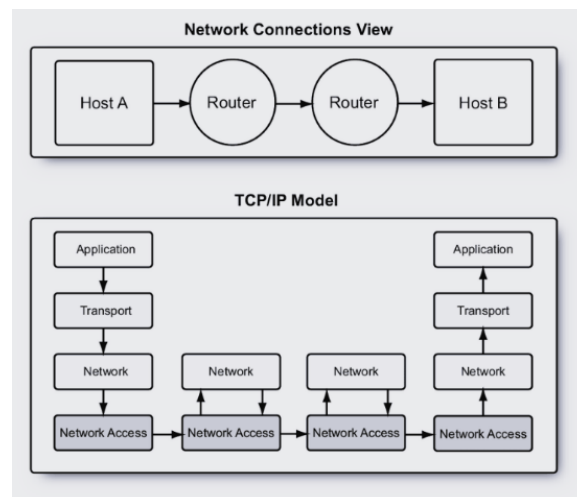 Network Connections View
Host A
Router
Router
Host B
TCP/IP Model
Application
Application
Transport
Transport
Network
Network
Network
Network
Network Access
Network Access
Network Access
Network Access